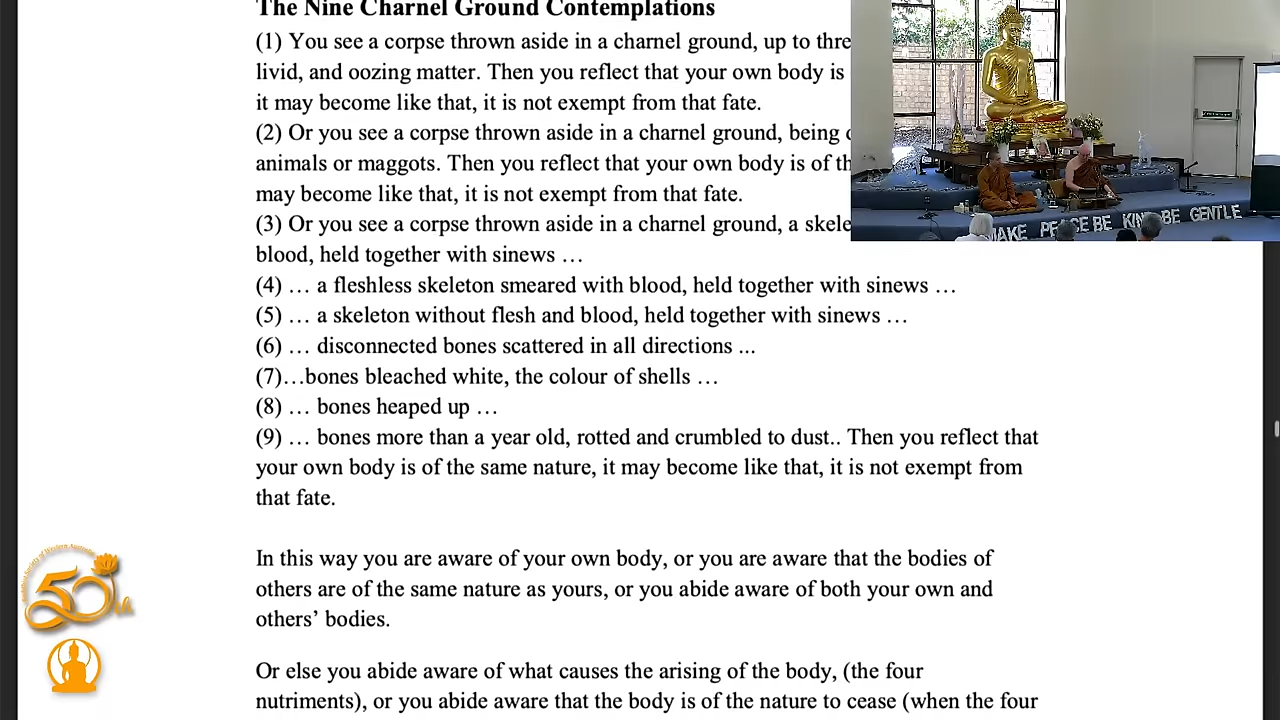 The Nine Charnel Ground Contemplations
(1) You see a corpse thrown aside in a charnel ground, up to thre
livid, and oozing matter. Then you reflect that your own body is
it may become like that, it is not exempt from that fate.
(2) Or you see a corpse thrown aside in a charnel ground, being
animals or maggots. Then you reflect that your own body is of th
may become like that, it is not exempt from that fate.
(3) Or you see a corpse thrown aside in a charnel ground, a skele
blood, held together with sinews …
(4) … a fleshless skeleton smeared with blood, held together with sinews …
(5) … a skeleton without flesh and blood, held together with sinews …
(6) … disconnected bones scattered in all directions ...
(7)…bones bleached white, the colour of shells …
(8) … bones heaped up …
(9) … bones more than a year old, rotted and crumbled to dust.. Then you reflect that
your own body is of the same nature, it may become like that, it is not exempt from
that fate.
In this way you are aware of your own body, or you are aware that the bodies of
others are of the same nature as yours, or you abide aware of both your own and
others’ bodies.
Or else you abide aware of what causes the arising of the body, (the four
nutriments), or you abide aware that the body is of the nature to cease (when the four
MAKE PEACE BE KIND BE GENTLE
50th